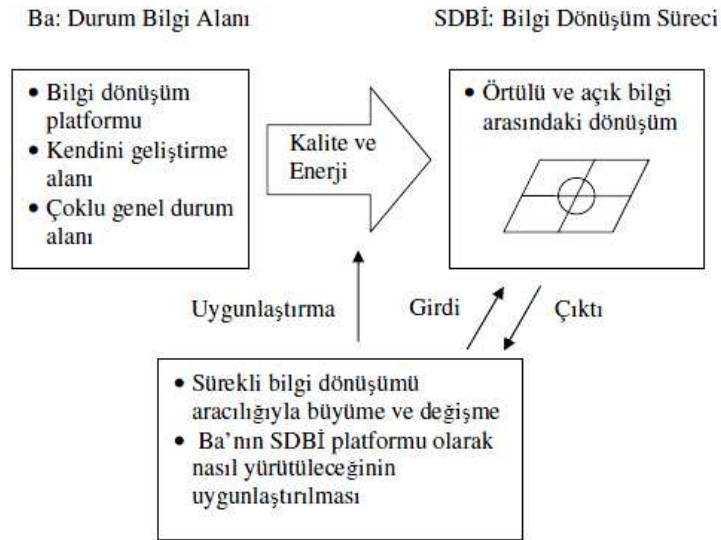 Ba: Durum Bilgi Alanı
SDBİ: Bilgi Dönüşüm Süreci
• Bilgi dönüşüm
platformu
• Kendini geliştirme
alanı
• Çoklu genel durum
alanı
Kalite ve
Enerji
• Örtülü ve açık bilgi
arasındaki dönüşüm
Uygunlaştırma
Girdi
Çıktı
• Sürekli bilgi dönüşümü
aracılığıyla büyüme ve değişme
• Ba’nın SDBİ platformu olarak
nasıl yürütüleceğinin
uygunlaştırılması